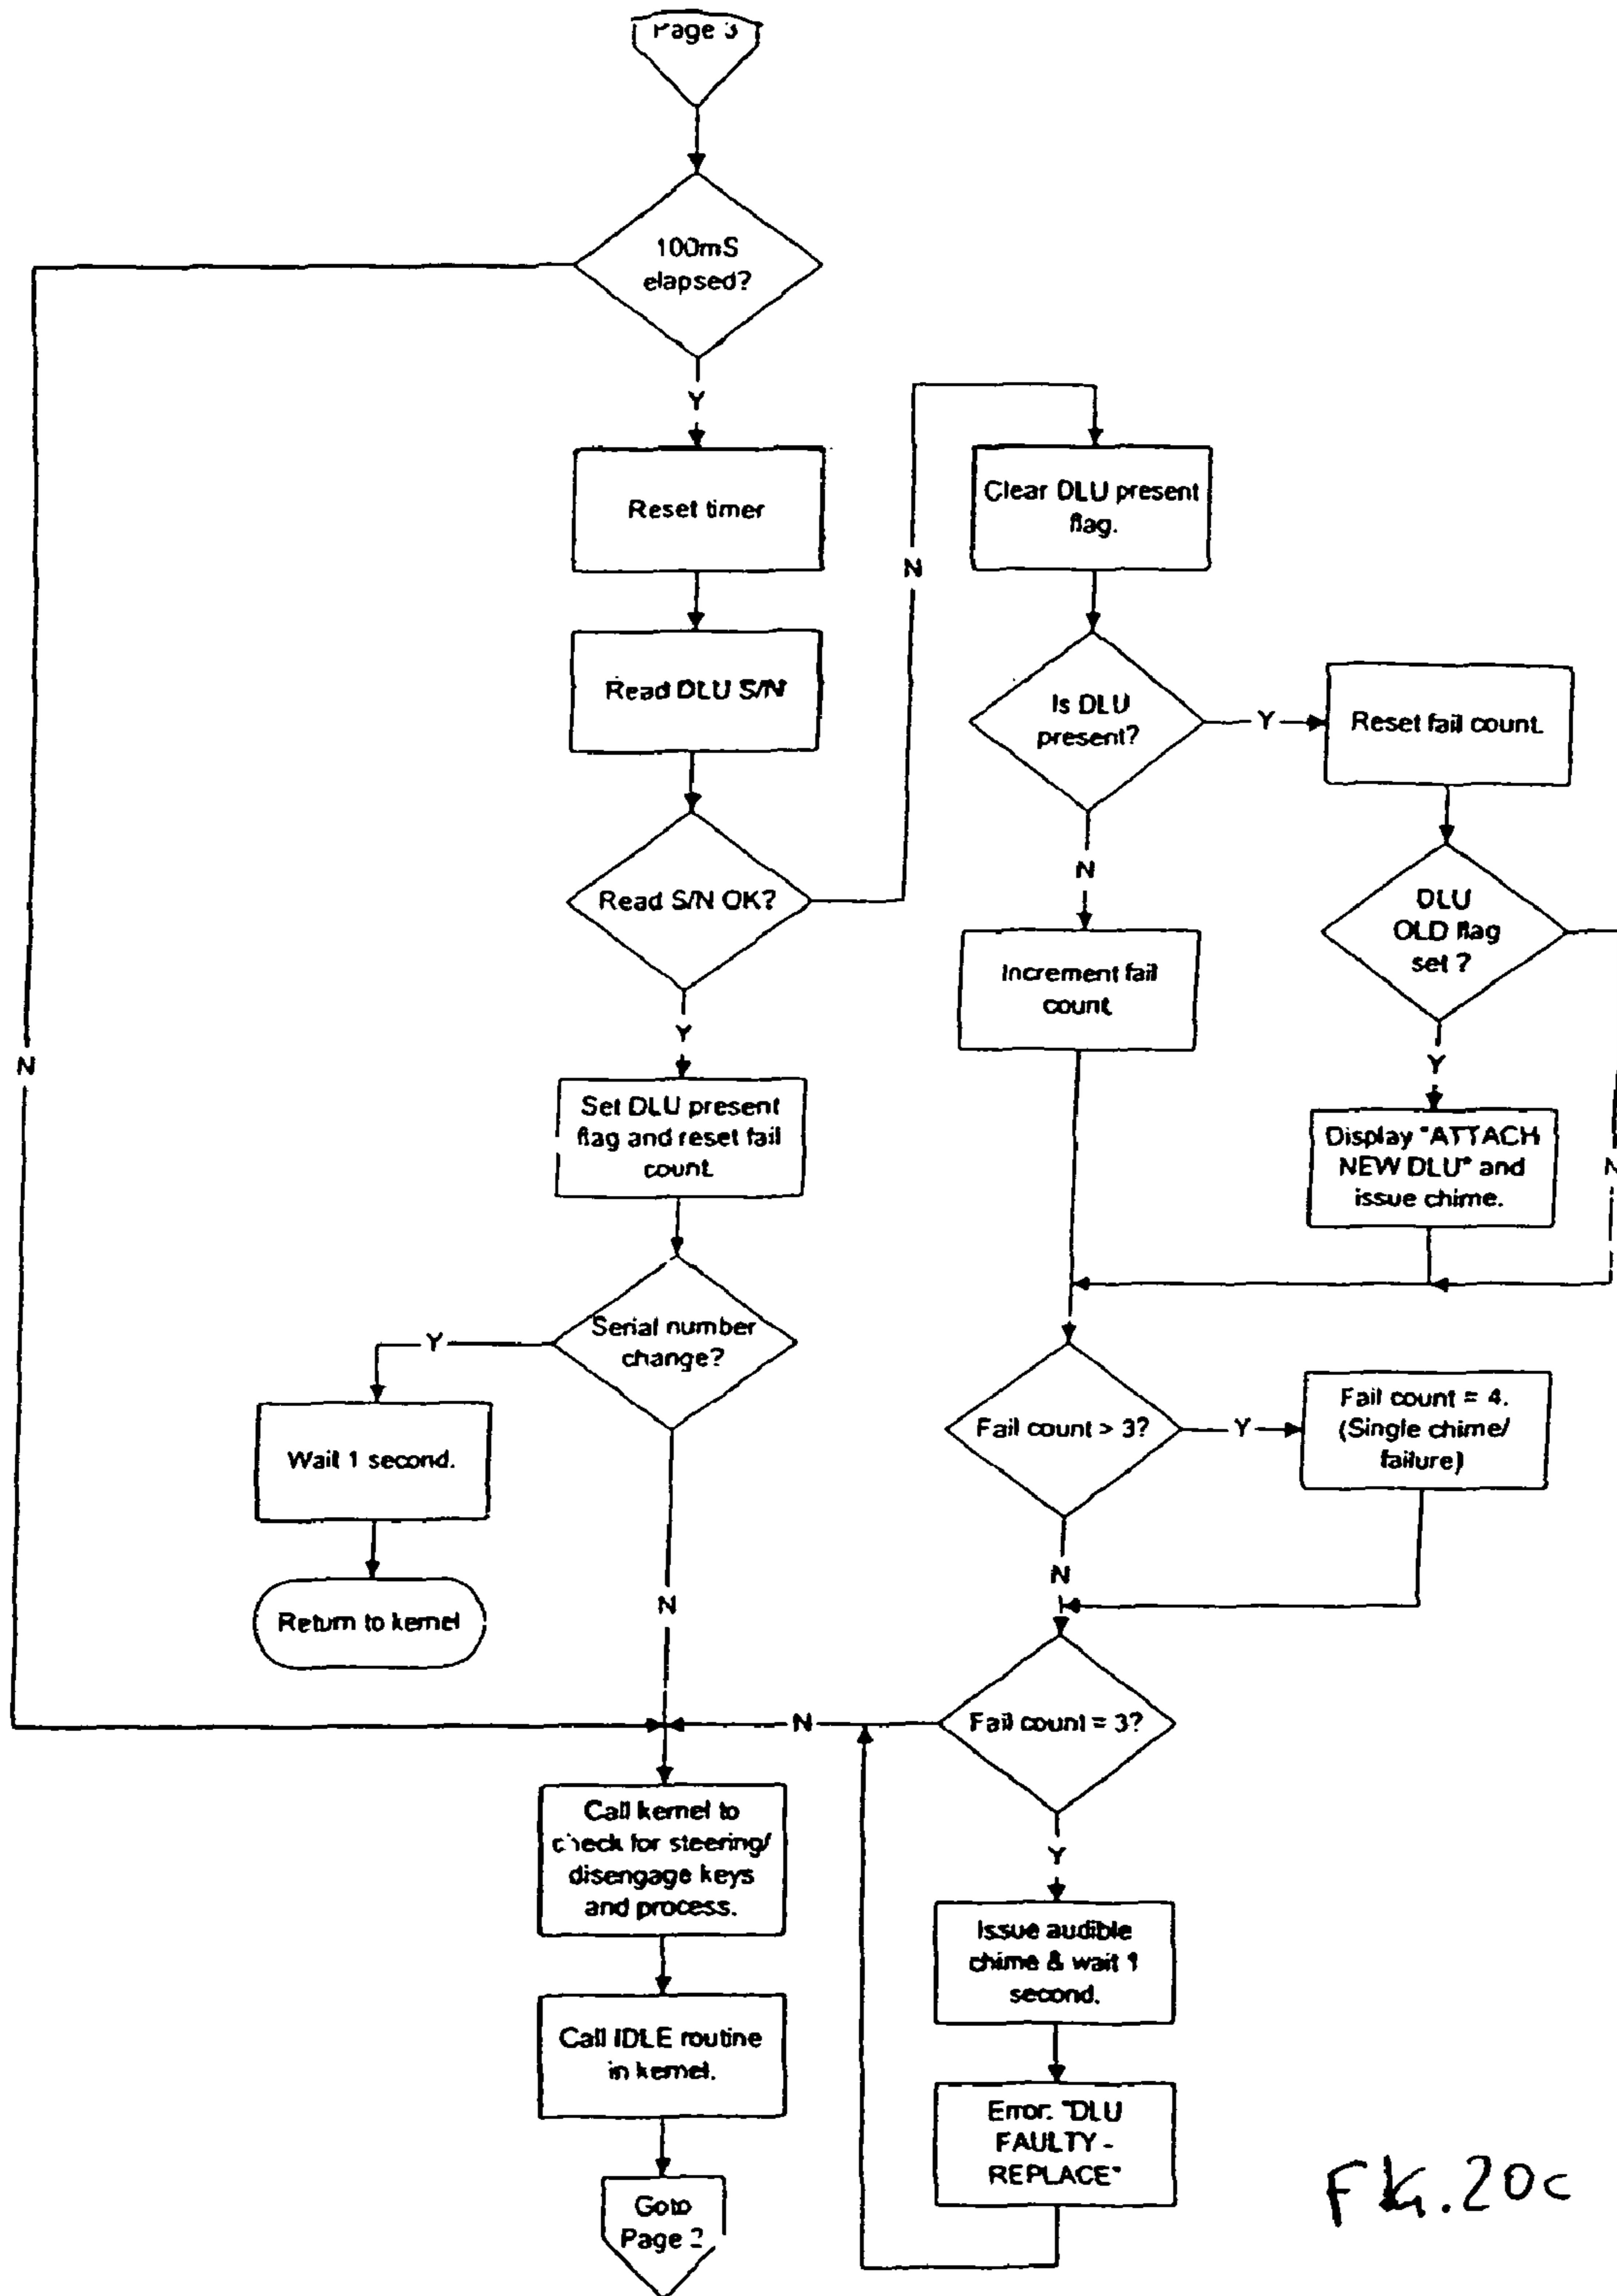 Page 3
100mS
elapsed?
Y
Reset timer
Read DLU S/N
Read S/N OK?
N
Y
Set DLU present
flag and reset fail
count.
Serial number
change?
Y
Wait 1 second.
Return to kernel
N
N
Call kernel to
check for steering/
disengage keys
and process.
Call IDLE routine
in kernel.
Goto
Page 2
Clear DLU present
flag.
Is DLU
present?
Y
Reset fail count.
N
Increment fail
count.
DLU
OLD flag
set ?
Y
N
Display "ATTACH
NEW DLU" and
issue chime.
Fail count > 3?
Y
Fail count = 4.
(Single chime/
failure)
N
Fail count = 3?
N
Y
Issue audible
chime & wait 1
second.
Error: "DLU
FAULTY -
REPLACE"
FIG. 20c